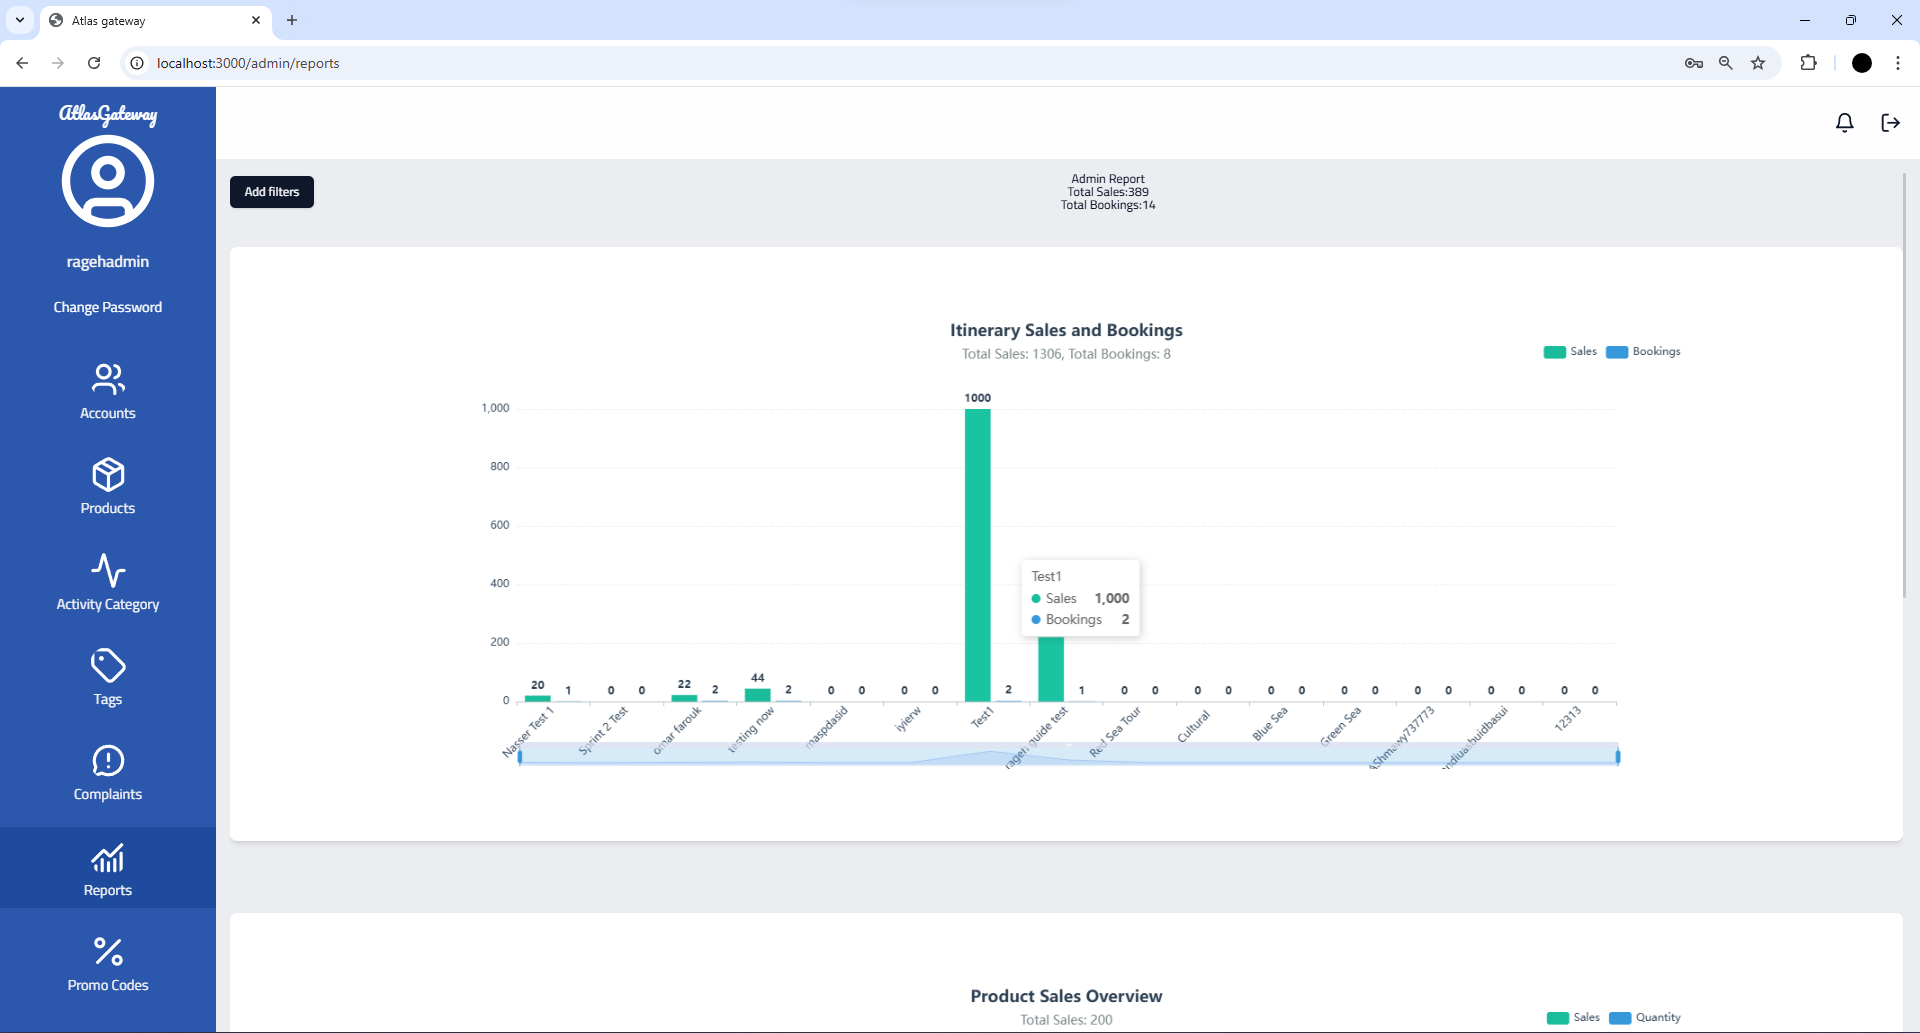 Atlas gateway
localhost:3000/admin/reports
AtlasGateway
ragehadmin
Change Password
Accounts
Products
Activity Category
Tags
Complaints
Reports
Promo Codes
Add filters
Admin Report
Total Sales:389
Total Bookings:14
Itinerary Sales and Bookings
Total Sales: 1306, Total Bookings: 8
Sales Bookings
1,000
800
600
400
200
0
1000
20 1 0 0 22 2 44 2 0 0 0 0 2 1 0 0 0 0 0 0 0 0 0 0 0 0 0 0
Test1
Sales 1,000
Bookings 2
Nasser Test 1
Sprint 2 Test
omar farouk
testing now
maspdasid
iyierw
Test1
rageh guide test
Red Sea Tour
Cultural
Blue Sea
Green Sea
AShmawy737773
12313
Product Sales Overview
Total Sales: 200
Sales Quantity